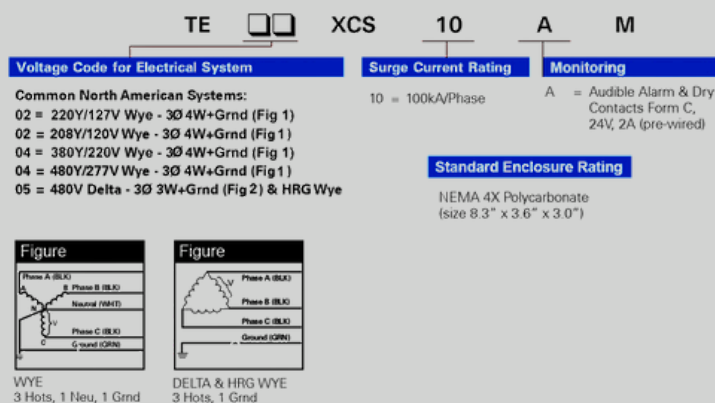 TE □□ XCS 10 A M
Voltage Code for Electrical System
Common North American Systems:
02 = 220Y/127V Wye - 3Ø 4W+Grnd (Fig 1)
02 = 208Y/120V Wye - 3Ø 4W+Grnd (Fig 1)
04 = 380Y/220V Wye - 3Ø 4W+Grnd (Fig 1)
04 = 480Y/277V Wye - 3Ø 4W+Grnd (Fig 1)
05 = 480V Delta - 3Ø 3W+Grnd (Fig 2) & HRG Wye
Surge Current Rating
10 = 100kA/Phase
Monitoring
A = Audible Alarm & Dry
Contacts Form C,
24V, 2A (pre-wired)
Standard Enclosure Rating
NEMA 4X Polycarbonate
(size 8.3" x 3.6" x 3.0")
Figure
Phase A (BLK)
A
B Phase B (BLK)
Neutral (WHT)
N
V
Phase C (BLK)
C
Ground (GRN)
WYE
3 Hots, 1 Neu, 1 Grnd
Figure
Phase A (BLK)
V
Phase B (BLK)
Phase C (BLK)
Ground (GRN)
DELTA & HRG WYE
3 Hots, 1 Grnd